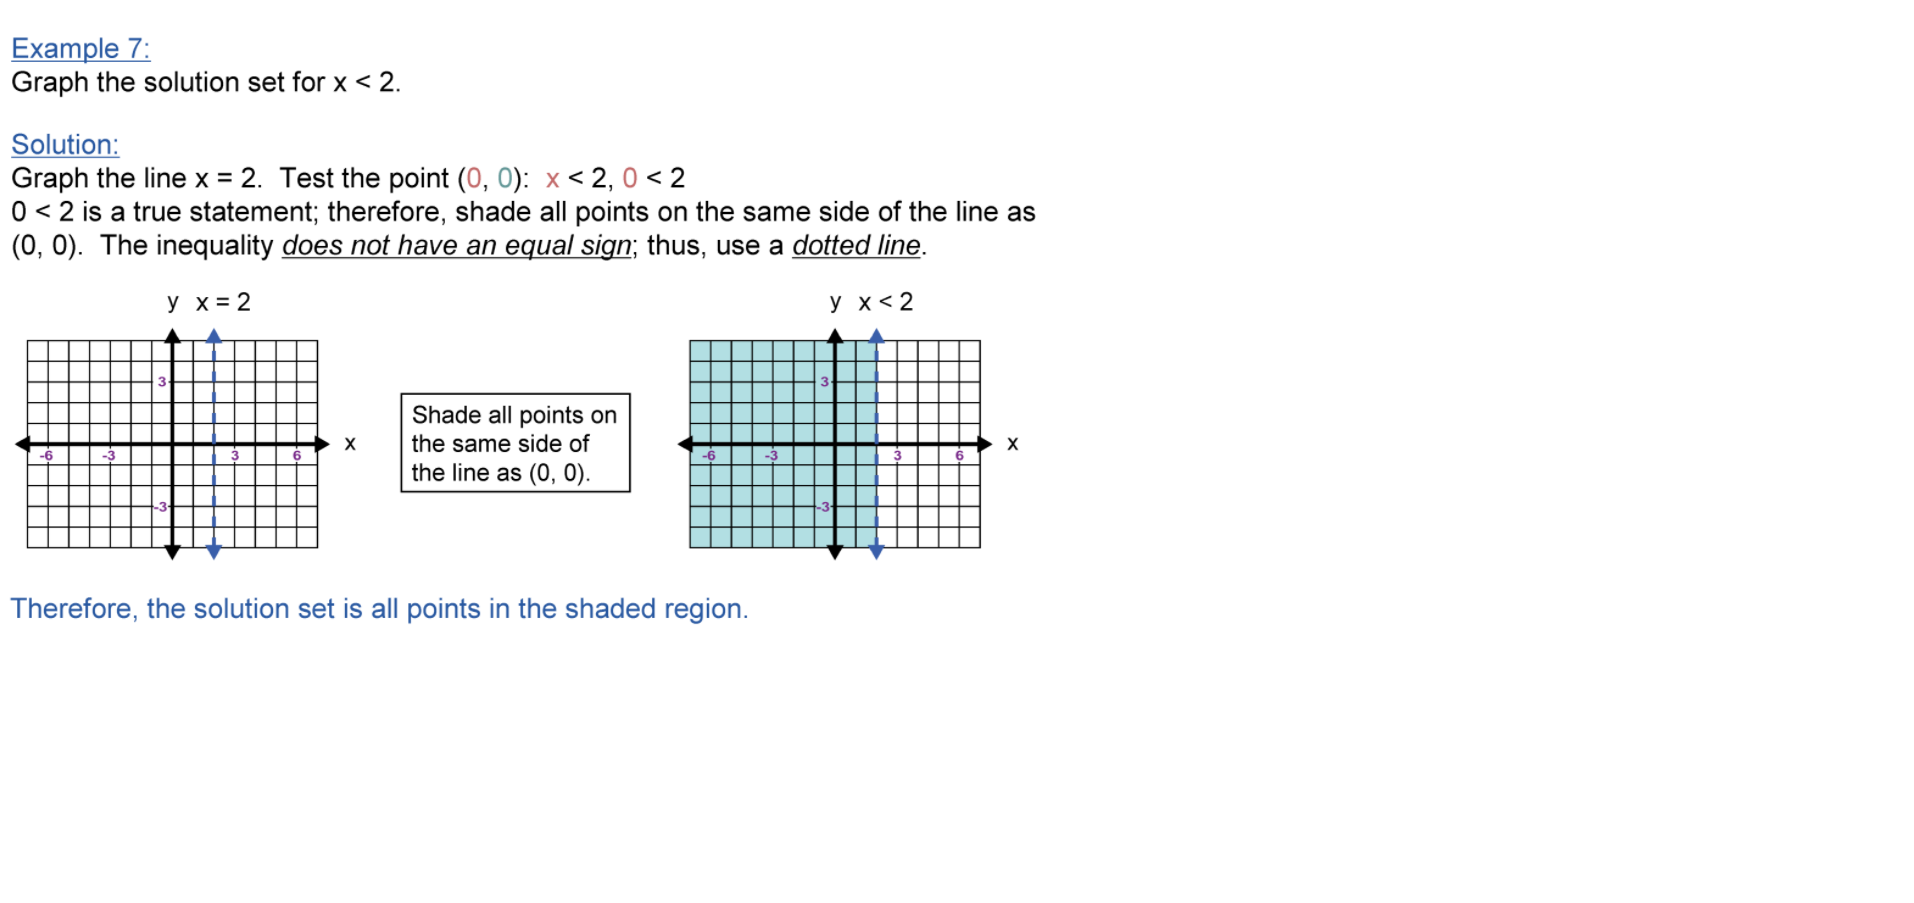 Example 7:
Graph the solution set for x < 2.
Solution:
Graph the line x = 2.  Test the point (0, 0):  x < 2, 0 < 2
0 < 2 is a true statement; therefore, shade all points on the same side of the line as
(0, 0).  The inequality does not have an equal sign; thus, use a dotted line.
y x = 2
3
-6 -3 3 6 x
-3
Shade all points on
the same side of
the line as (0, 0).
y x < 2
3
-6 -3 3 6 x
-3
Therefore, the solution set is all points in the shaded region.